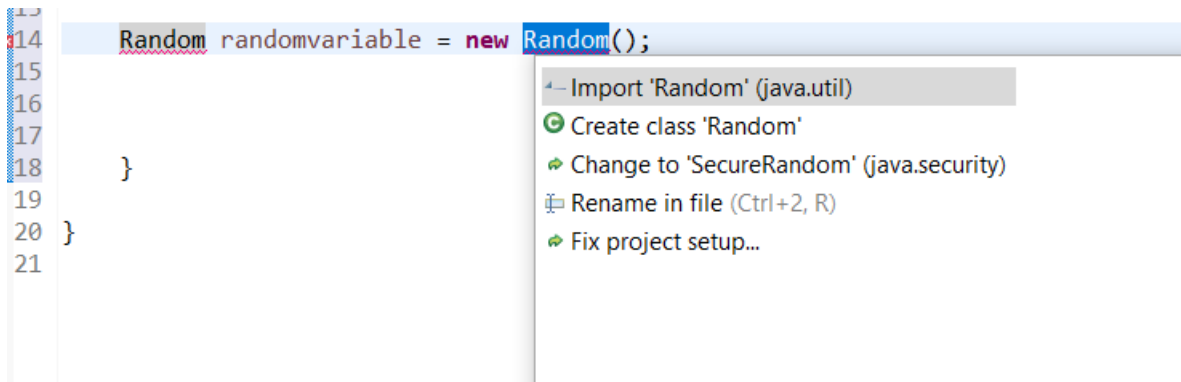 13
14 Random randomvariable = new Random();
15
16
17
18 }
19
20 }
21
Import 'Random' (java.util)
Create class 'Random'
Change to 'SecureRandom' (java.security)
Rename in file (Ctrl+2, R)
Fix project setup...